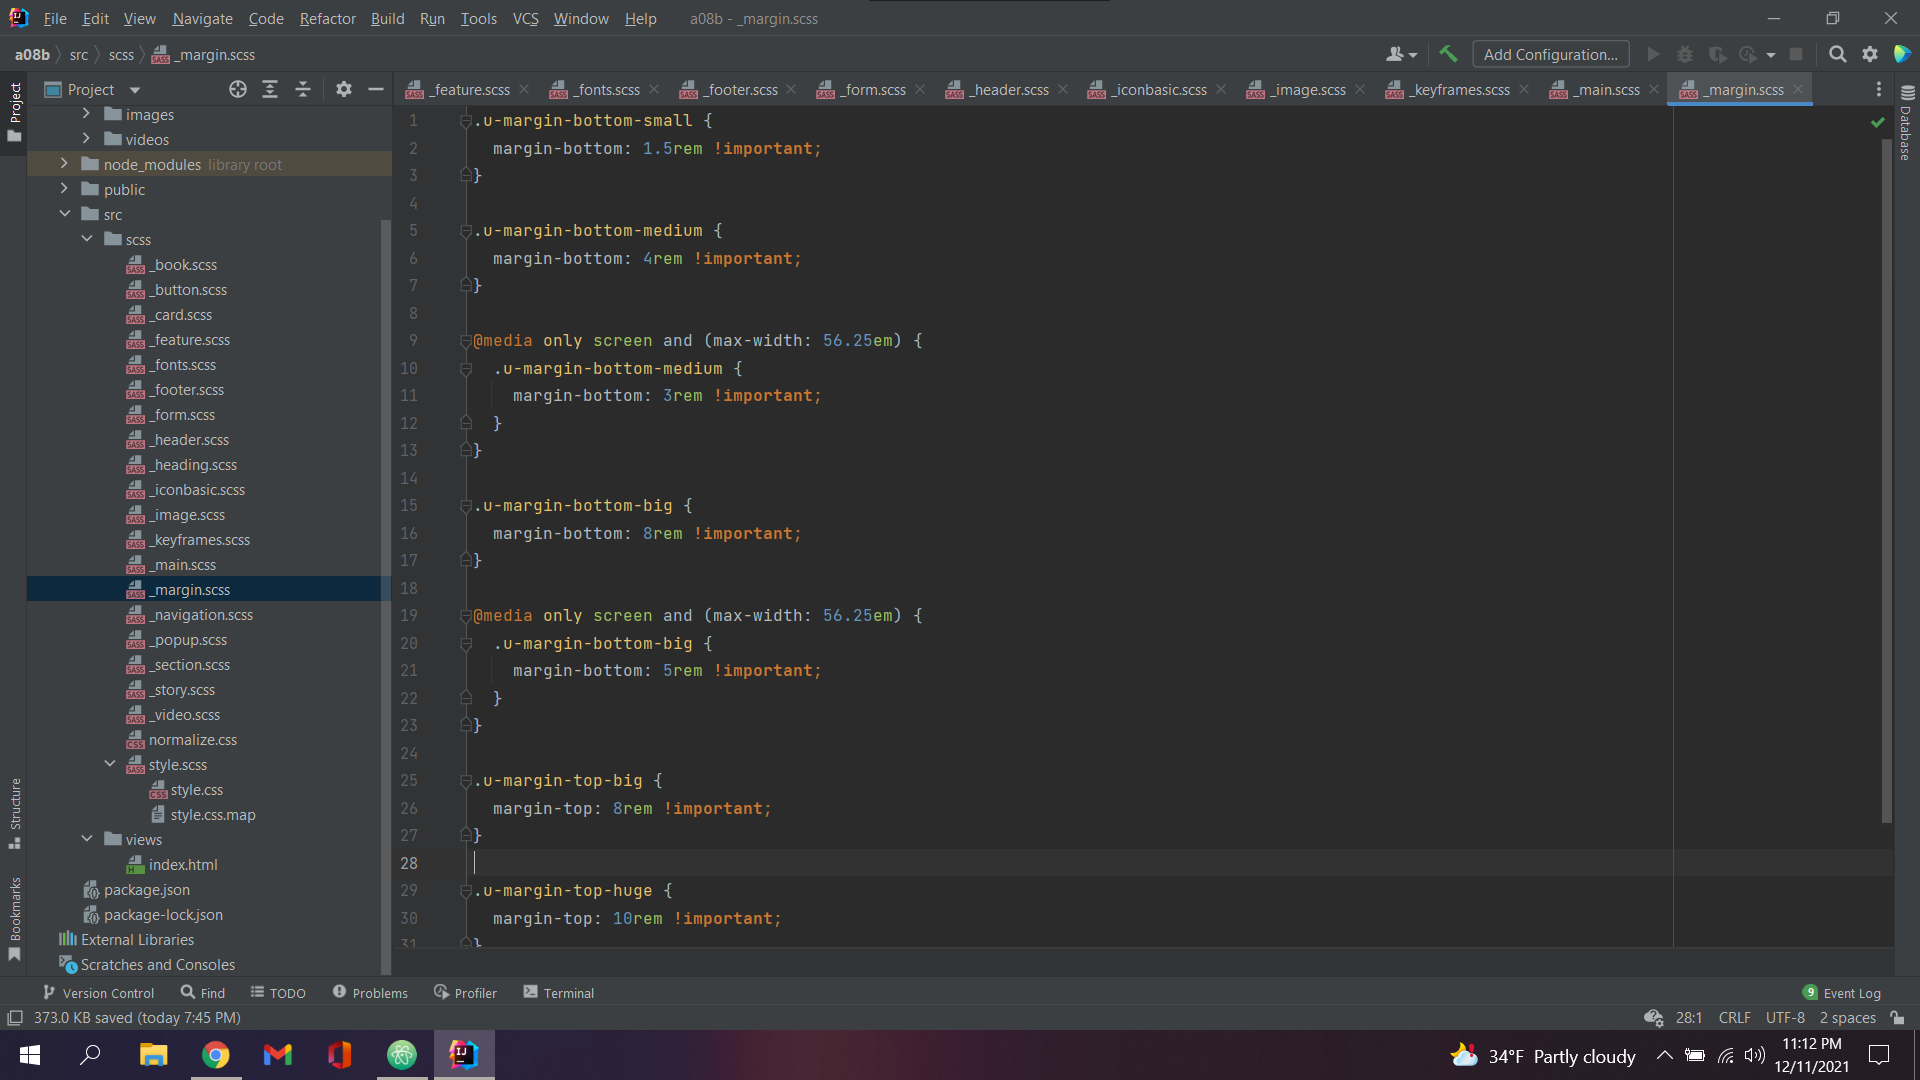 File Edit View Navigate Code Refactor Build Run Tools VCS Window Help a08b - _margin.scss
a08b src scss _margin.scss Add Configuration...
Project
Project _feature.scss _fonts.scss _footer.scss _form.scss _header.scss _iconbasic.scss _image.scss _keyframes.scss _main.scss _margin.scss
Database
images
videos
node_modules library root
public
src
scss
_book.scss
_button.scss
_card.scss
_feature.scss
_fonts.scss
_footer.scss
_form.scss
_header.scss
_heading.scss
_iconbasic.scss
_image.scss
_keyframes.scss
_main.scss
_margin.scss
_navigation.scss
_popup.scss
_section.scss
_story.scss
_video.scss
normalize.css
style.scss
style.css
style.css.map
views
index.html
package.json
package-lock.json
External Libraries
Scratches and Consoles
Structure
Bookmarks
1 .u-margin-bottom-small {
2 margin-bottom: 1.5rem !important;
3 }
4
5 .u-margin-bottom-medium {
6 margin-bottom: 4rem !important;
7 }
8
9 @media only screen and (max-width: 56.25em) {
10 .u-margin-bottom-medium {
11 margin-bottom: 3rem !important;
12 }
13 }
14
15 .u-margin-bottom-big {
16 margin-bottom: 8rem !important;
17 }
18
19 @media only screen and (max-width: 56.25em) {
20 .u-margin-bottom-big {
21 margin-bottom: 5rem !important;
22 }
23 }
24
25 .u-margin-top-big {
26 margin-top: 8rem !important;
27 }
28
29 .u-margin-top-huge {
30 margin-top: 10rem !important;
31 }
Version Control Find TODO Problems Profiler Terminal 9 Event Log
373.0 KB saved (today 7:45 PM) 28:1 CRLF UTF-8 2 spaces
34°F Partly cloudy 11:12 PM
12/11/2021